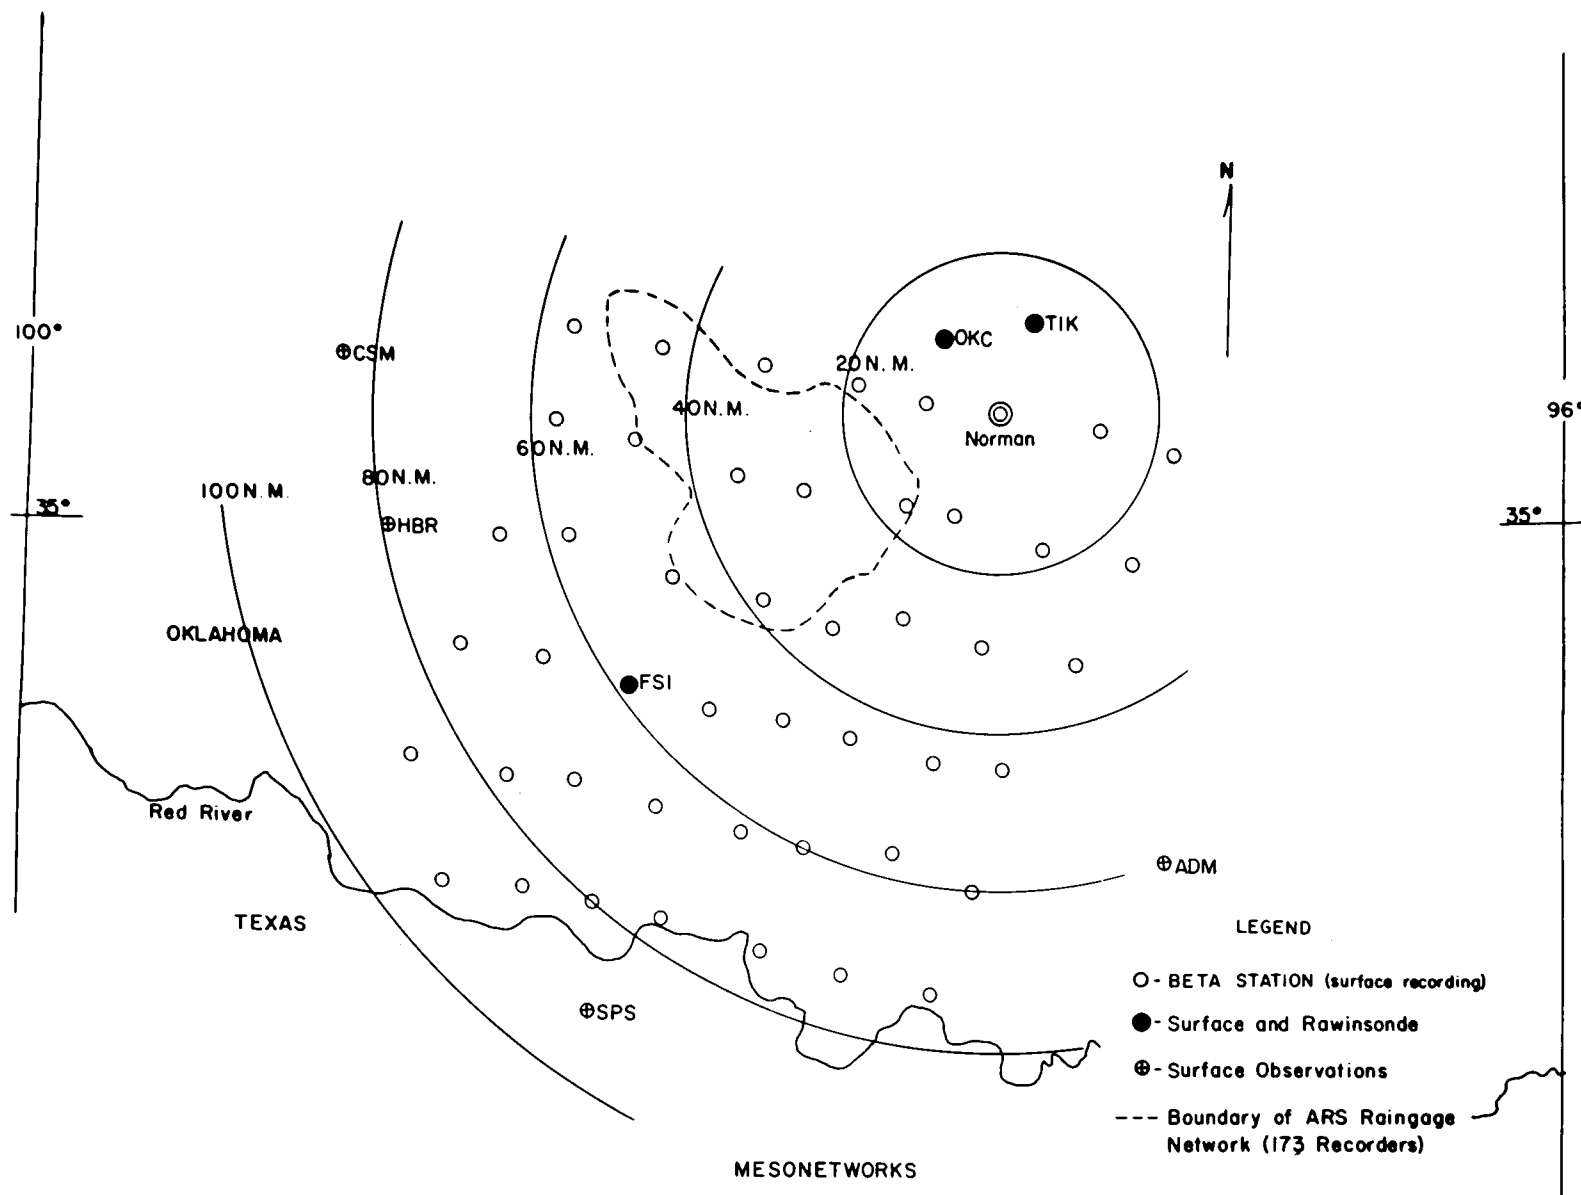 N
100°
CSM
OKC
TIK
20 N. M.
40 N.M.
96°
Norman
60 N.M.
80 N.M.
100 N.M.
35°
HBR
35°
OKLAHOMA
FSI
Red River
ADM
TEXAS
LEGEND
- BETA STATION (surface recording)
SPS
- Surface and Rawinsonde
- Surface Observations
--- Boundary of ARS Raingage
Network (173 Recorders)
MESONETWORKS